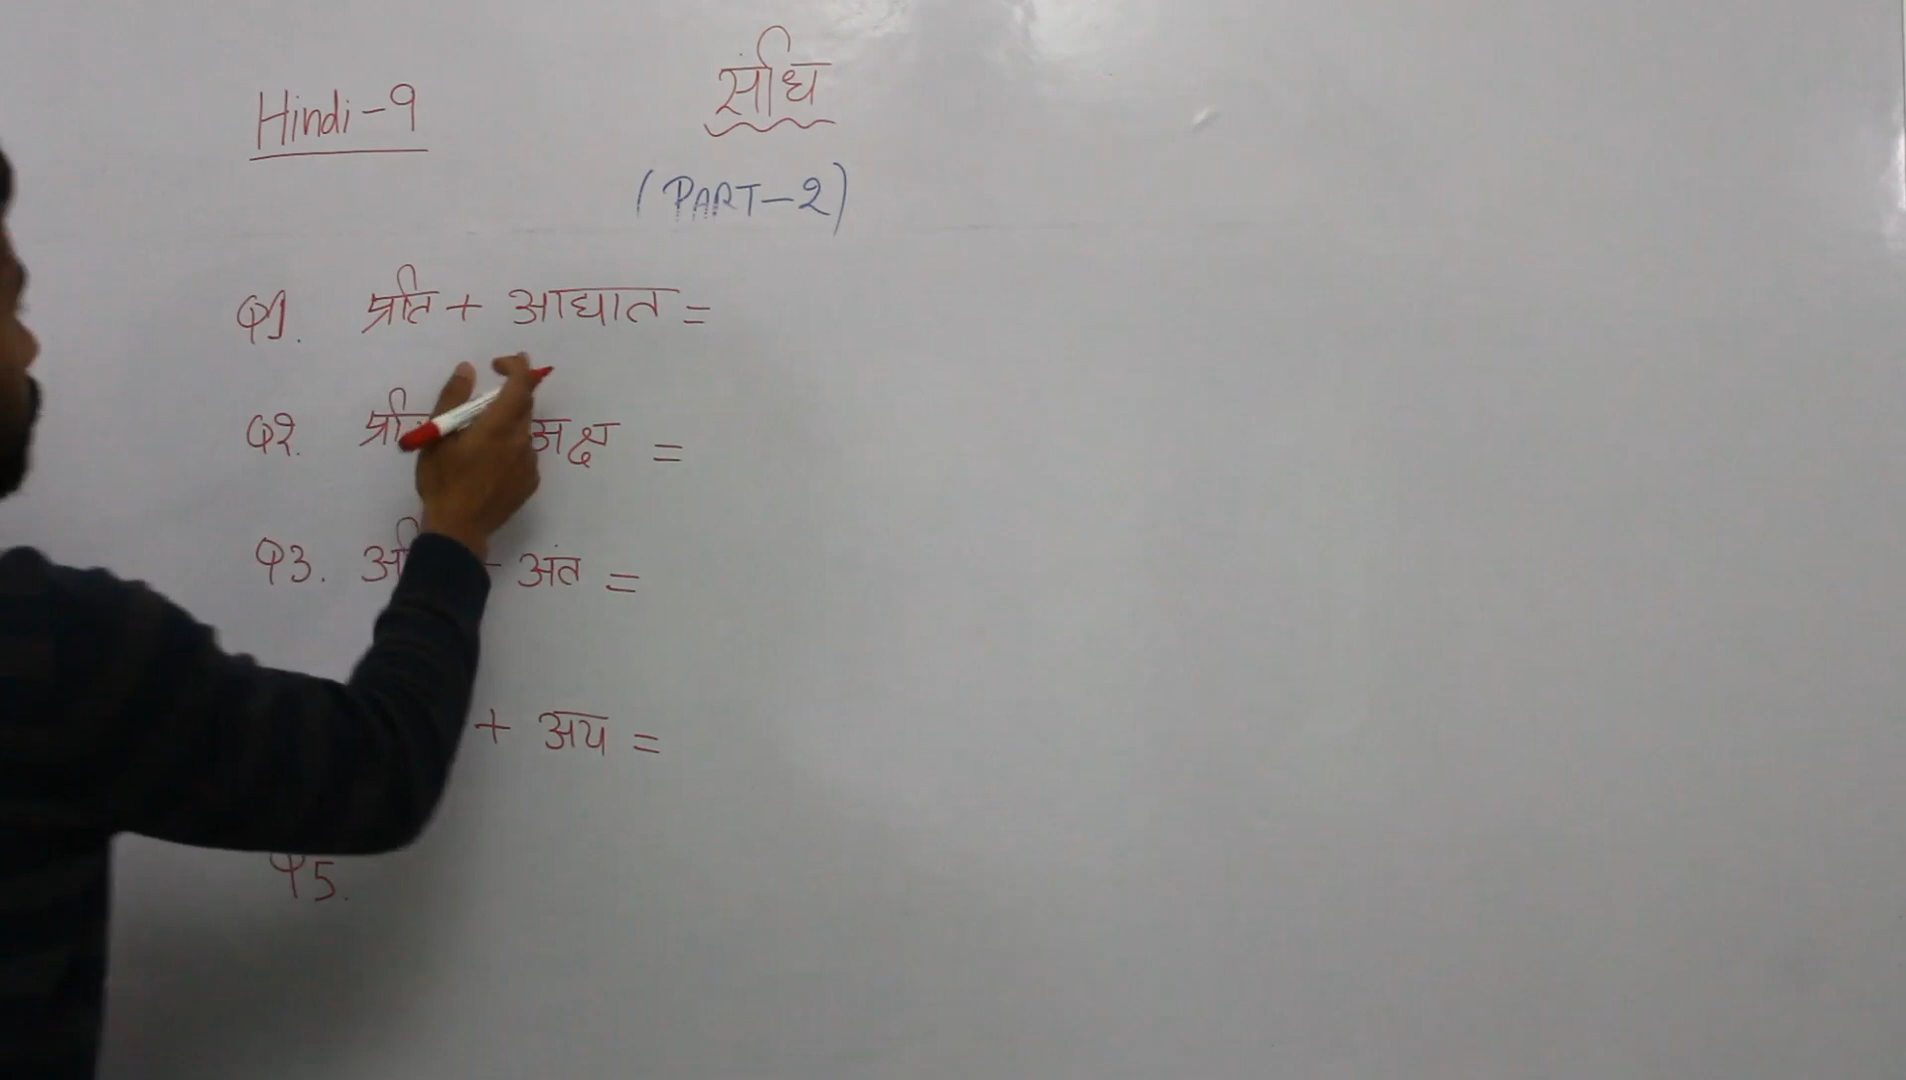 Hindi-9
संधि
(PART-2)
Q1. प्रति + आघात =
Q2. अक्ष =
Q3. - अंत =
+ अय =
Q5.